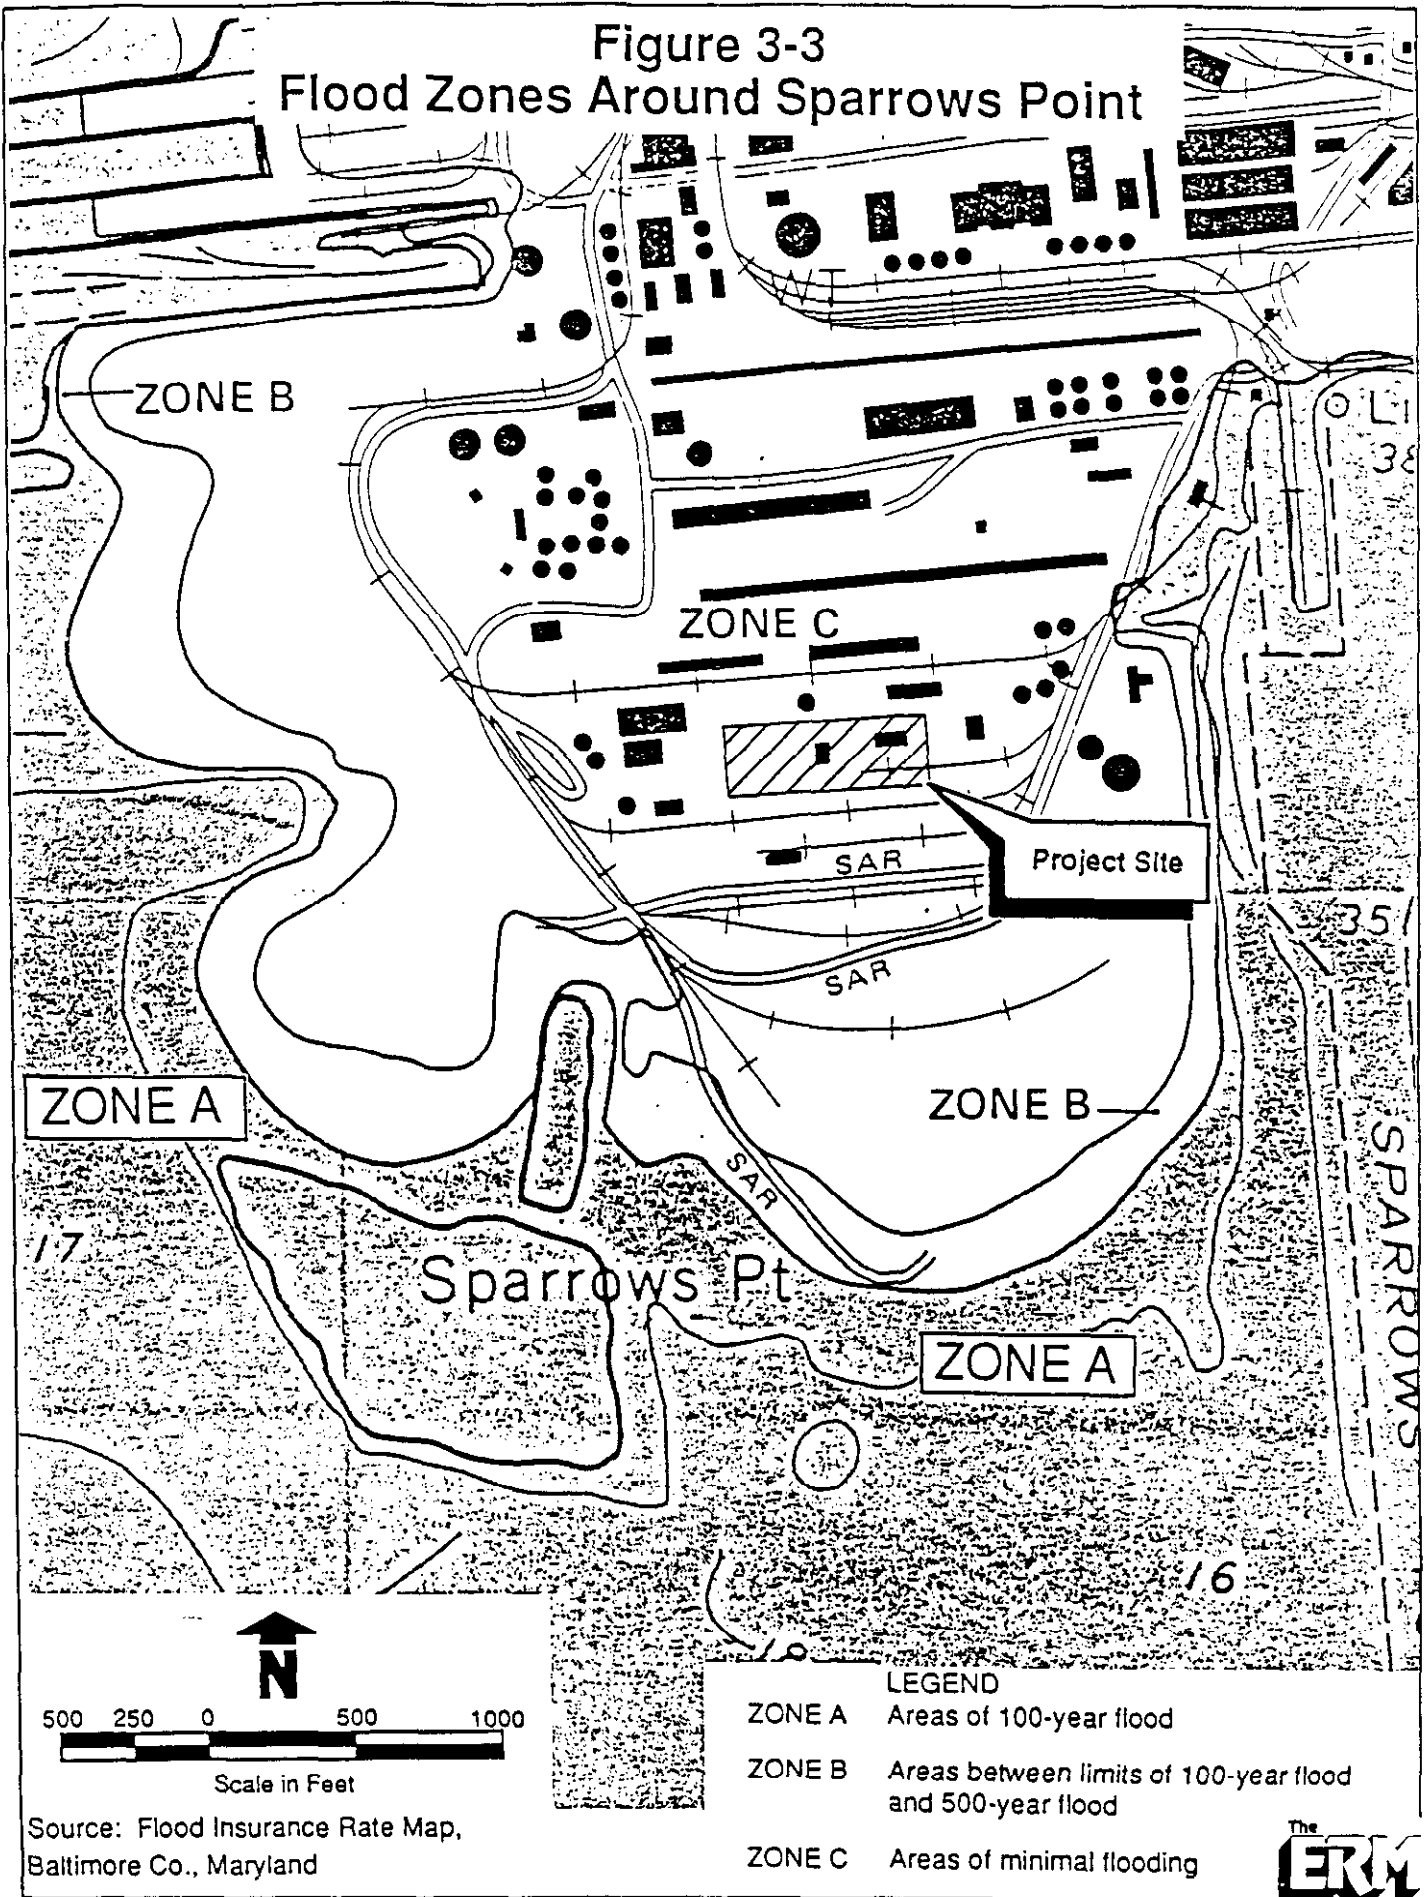 Figure 3-3
Flood Zones Around Sparrows Point
ZONE B
ZONE C
Project Site
SAR
SAR
35
ZONE A
ZONE B
SAR
SPARROWS
17
Sparrows Pt
ZONE A
16
N
500 250 0 500 1000
Scale in Feet
Source: Flood Insurance Rate Map,
Baltimore Co., Maryland
LEGEND
ZONE A Areas of 100-year flood
ZONE B Areas between limits of 100-year flood
and 500-year flood
ZONE C Areas of minimal flooding
The
ERM